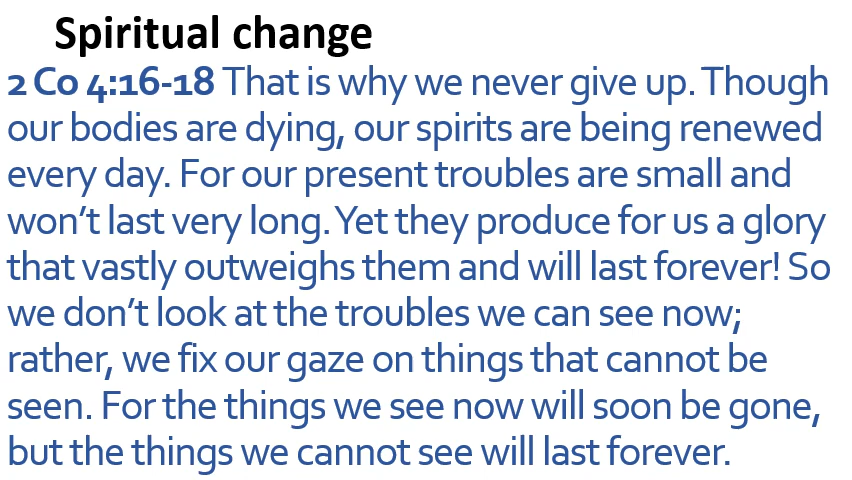 Spiritual change
2 Co 4:16-18 That is why we never give up. Though
our bodies are dying, our spirits are being renewed
every day. For our present troubles are small and
won’t last very long. Yet they produce for us a glory
that vastly outweighs them and will last forever! So
we don’t look at the troubles we can see now;
rather, we fix our gaze on things that cannot be
seen. For the things we see now will soon be gone,
but the things we cannot see will last forever.